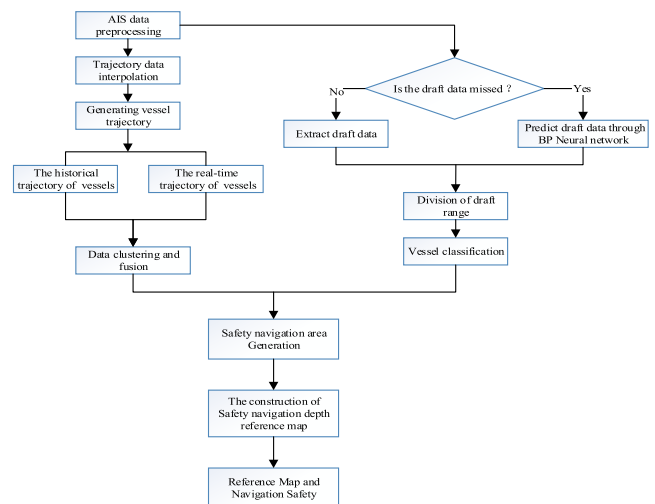 AIS data
preprocessing
Trajectory data
interpolation
Is the draft data missed ?
No
Yes
Generating vessel
trajectory
Extract draft data
Predict draft data through
BP Neural network
The historical
trajectory of vessels
The real-time
trajectory of vessels
Division of draft
range
Data clustering and
fusion
Vessel classification
Safety navigation area
Generation
The construction of
Safety navigation depth
reference map
Reference Map and
Navigation Safety